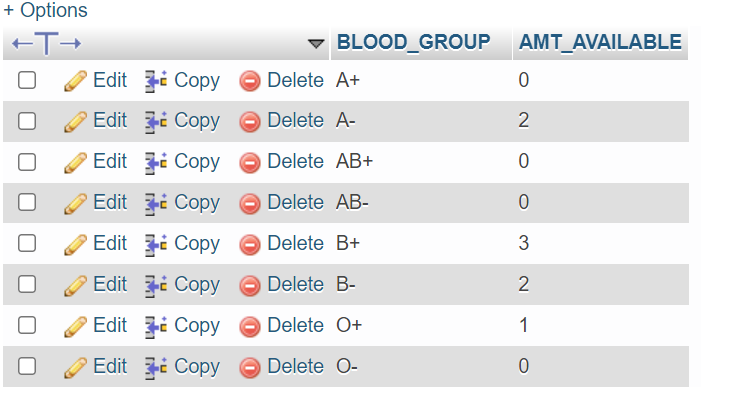 + Options
BLOOD_GROUP AMT_AVAILABLE
Edit Copy Delete A+ 0
Edit Copy Delete A- 2
Edit Copy Delete AB+ 0
Edit Copy Delete AB- 0
Edit Copy Delete B+ 3
Edit Copy Delete B- 2
Edit Copy Delete O+ 1
Edit Copy Delete O- 0